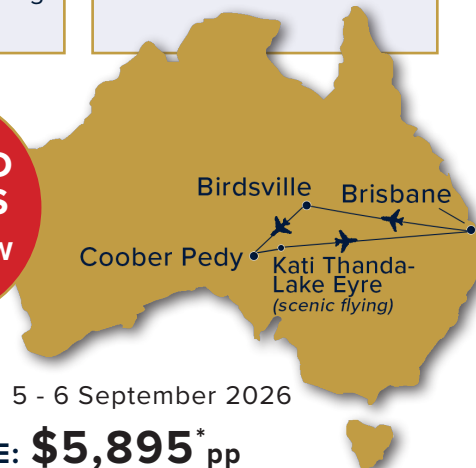 g
O
S
W
Birdsville
Brisbane
Coober Pedy
Kati Thanda-
Lake Eyre
(scenic flying)
5 - 6 September 2026
E: $5,895* pp